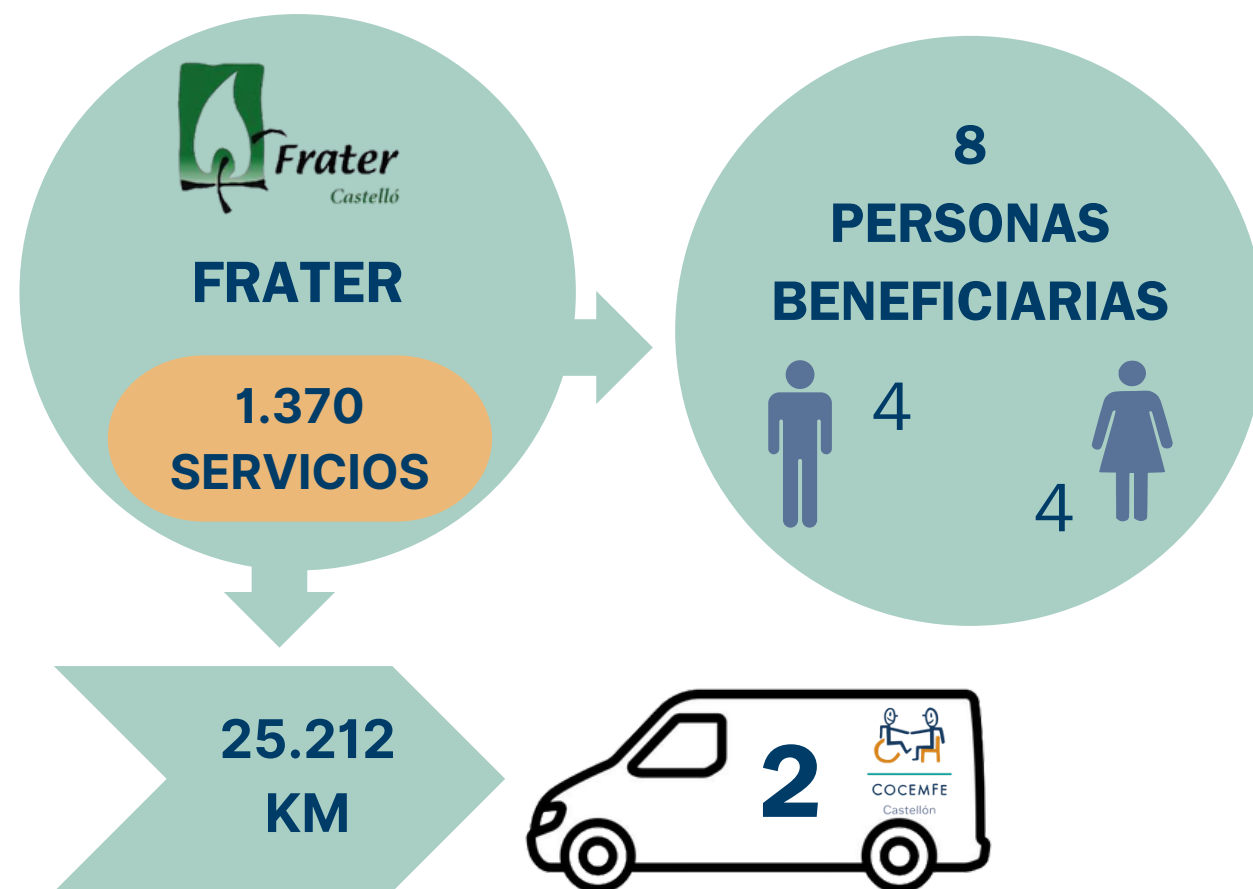 Frater
Castelló
FRATER
1.370
SERVICIOS
8
PERSONAS
BENEFICIARIAS
4
4
25.212
KM
2
COCEMFE
Castellón